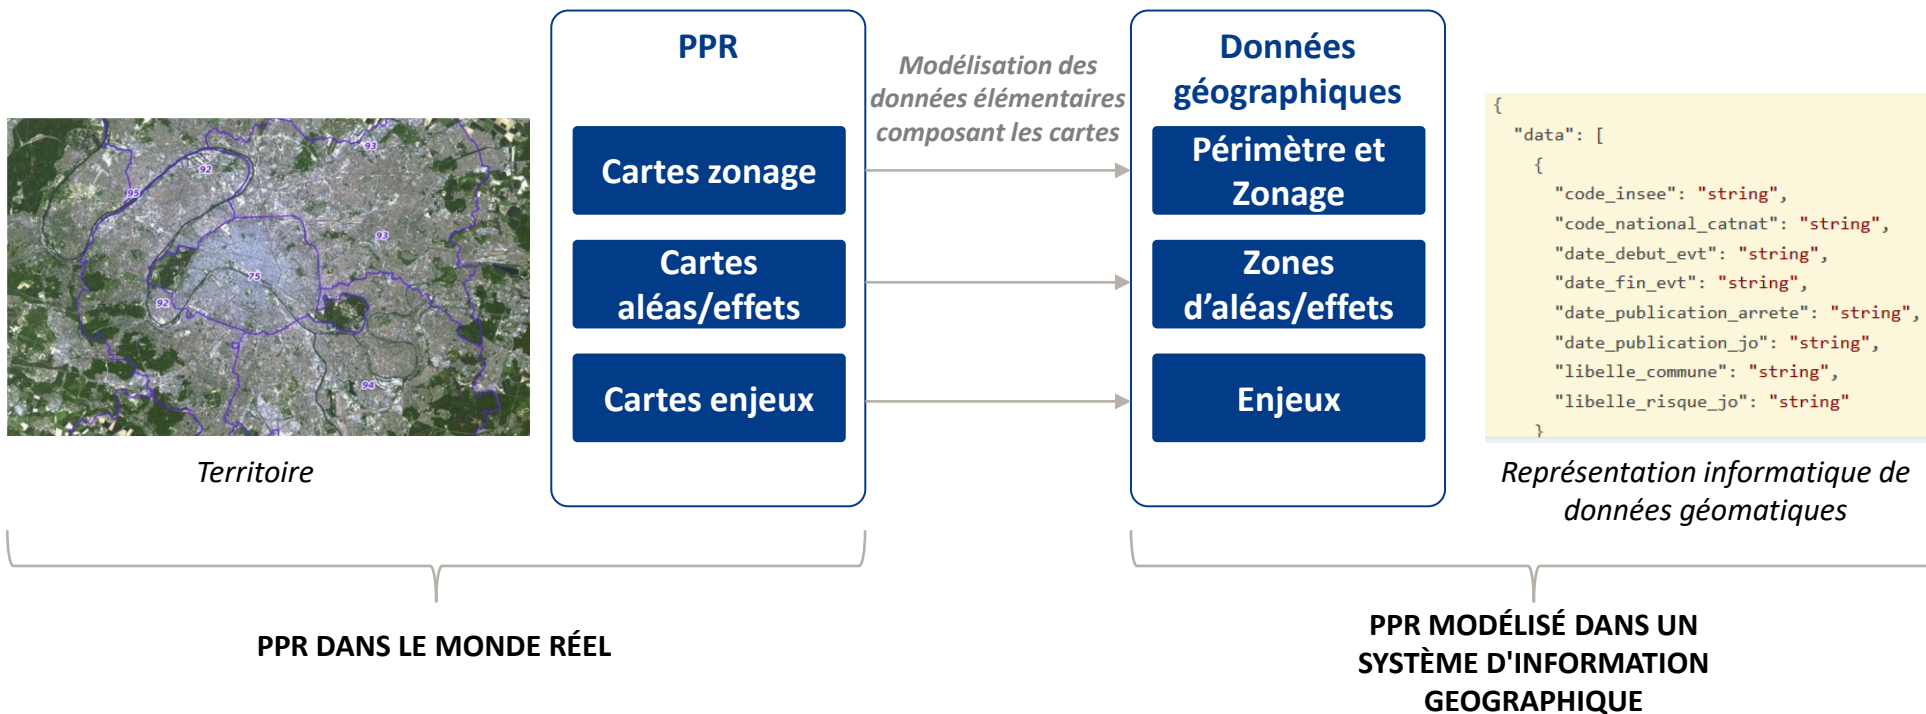 93
92
95
93
75
92
94
Territoire
PPR
Cartes zonage
Cartes
aléas/effets
Cartes enjeux
Modélisation des
données élémentaires
composant les cartes
Données
géographiques
Périmètre et
Zonage
Zones
d'aléas/effets
Enjeux
{
"data": [
{
"code_insee": "string",
"code_national_catnat": "string",
"date_debut_evt": "string",
"date_fin_evt": "string",
"date_publication_arrete": "string",
"date_publication_jo": "string",
"libelle_commune": "string",
"libelle_risque_jo": "string"
}
Représentation informatique de
données géomatiques
PPR DANS LE MONDE RÉEL
PPR MODÉLISÉ DANS UN
SYSTÈME D'INFORMATION
GEOGRAPHIQUE